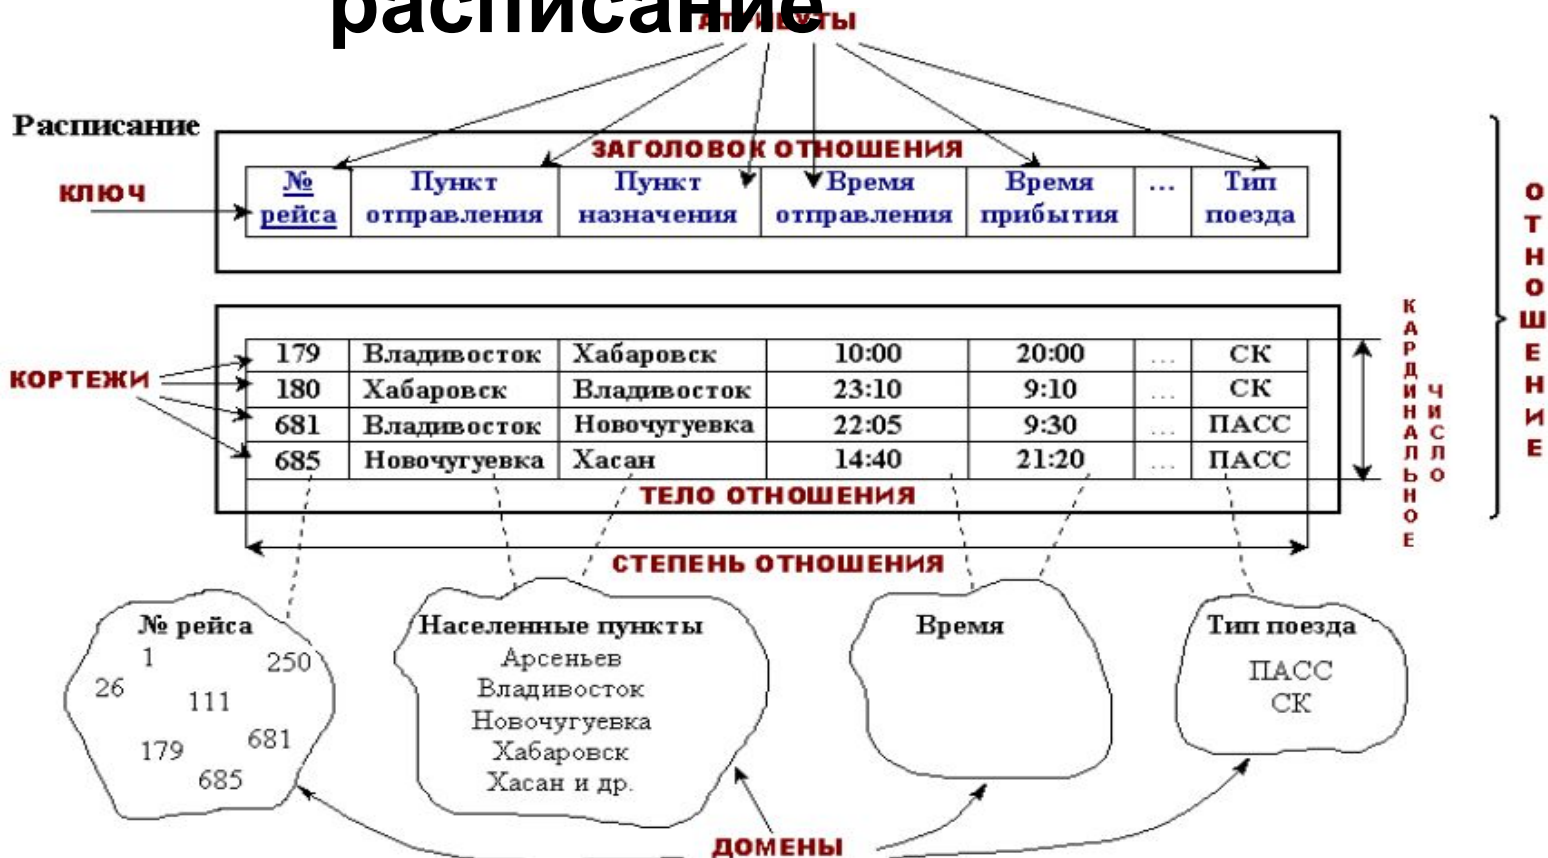 расписание
АТРИБУТЫ
Расписание
ЗАГОЛОВОК ОТНОШЕНИЯ
КЛЮЧ
№ рейса Пункт отправления Пункт назначения Время отправления Время прибытия ... Тип поезда
КОРТЕЖИ
179 Владивосток Хабаровск 10:00 20:00 ... СК
180 Хабаровск Владивосток 23:10 9:10 ... СК
681 Владивосток Новочугуевка 22:05 9:30 ... ПАСС
685 Новочугуевка Хасан 14:40 21:20 ... ПАСС
ТЕЛО ОТНОШЕНИЯ
КАРДИНАЛЬНОЕ
ЧИСЛО
ОТНОШЕНИЕ
СТЕПЕНЬ ОТНОШЕНИЯ
№ рейса
1
250
26
111
681
179
685
Населенные пункты
Арсеньев
Владивосток
Новочугуевка
Хабаровск
Хасан и др.
Время
Тип поезда
ПАСС
СК
ДОМЕНЫ